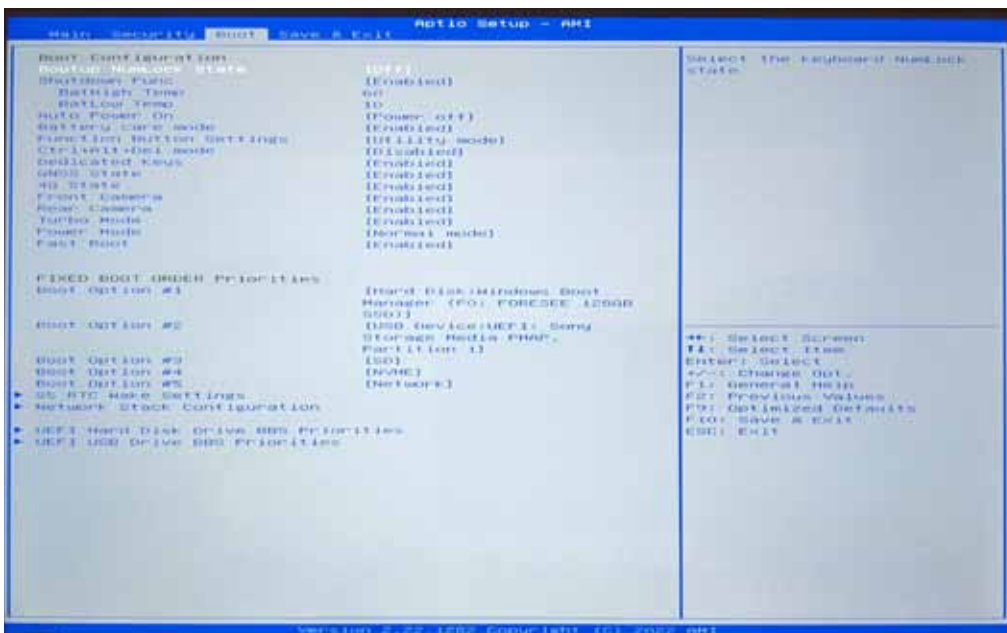 Aptio Setup - AMI
Main Security Boot Save & Exit
Boot Configuration
Bootup NumLock State [Off]
Shutdown Func [Enabled]
BatHigh Temp 60
BatLow Temp 10
Auto Power On [Power off]
Battery care mode [Enabled]
Function Button Settings [Utility mode]
Ctrl+Alt+Del mode [Disabled]
Dedicated Keys [Enabled]
GNSS State [Enabled]
4G State [Enabled]
Front Camera [Enabled]
Rear Camera [Enabled]
Turbo Mode [Enabled]
Power Mode [Normal mode]
Fast Boot [Enabled]
FIXED BOOT ORDER Priorities
Boot Option #1 [Hard Disk:Windows Boot
Manager (P0: FORESEE 128GB
SSD)]
Boot Option #2 [USB Device:UEFI: Sony
Storage Media PMAP,
Partition 1]
Boot Option #3 [SD]
Boot Option #4 [NVME]
Boot Option #5 [Network]
S5 RTC Wake Settings
Network Stack Configuration
UEFI Hard Disk Drive BBS Priorities
UEFI USB Drive BBS Priorities
Select the keyboard NumLock
state
→←: Select Screen
↑↓: Select Item
Enter: Select
+/-: Change Opt.
F1: General Help
F2: Previous Values
F9: Optimized Defaults
F10: Save & Exit
ESC: Exit
Version 2.22.1282 Copyright (C) 2022 AMI